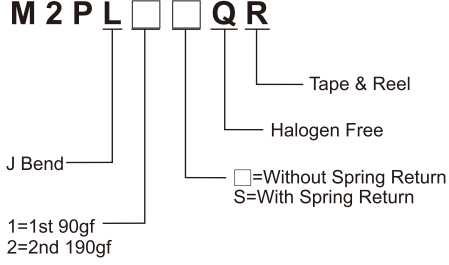 M2PL□ □QR
Tape & Reel
Halogen Free
J Bend
□=Without Spring Return
S=With Spring Return
1=1st 90gf
2=2nd 190gf